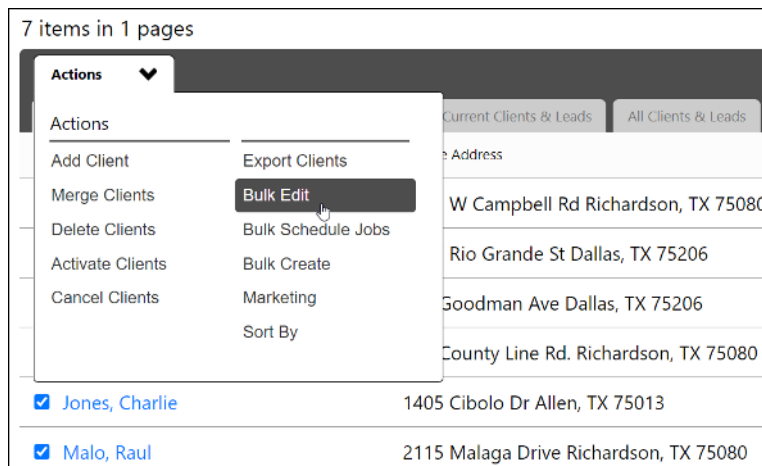 7 items in 1 pages
Actions
Current Clients & Leads All Clients & Leads
Actions
Address
Add Client Export Clients
Merge Clients Bulk Edit W Campbell Rd Richardson, TX 75080
Delete Clients Bulk Schedule Jobs Rio Grande St Dallas, TX 75206
Activate Clients Bulk Create
Cancel Clients Marketing Goodman Ave Dallas, TX 75206
Sort By
County Line Rd. Richardson, TX 75080
Jones, Charlie 1405 Cibolo Dr Allen, TX 75013
Malo, Raul 2115 Malaga Drive Richardson, TX 75080